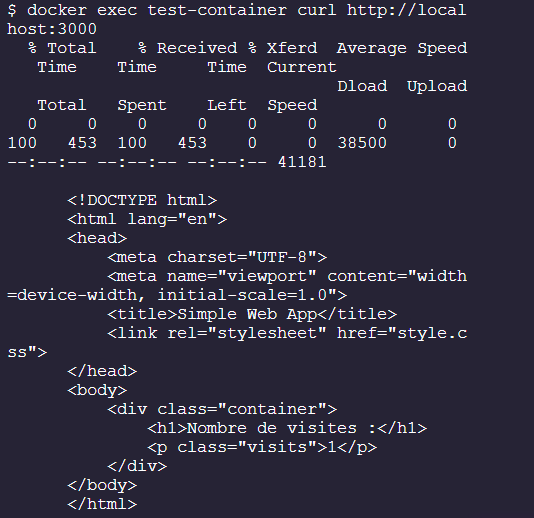 $ docker exec test-container curl http://local
host:3000
  % Total    % Received % Xferd  Average Speed
   Time    Time     Time  Current
                                 Dload  Upload
   Total   Spent    Left  Speed
  0     0    0     0    0     0      0      0
100   453  100   453    0     0  38500      0
--:--:-- --:--:-- --:--:-- 41181
      <!DOCTYPE html>
      <html lang="en">
      <head>
          <meta charset="UTF-8">
          <meta name="viewport" content="width
=device-width, initial-scale=1.0">
          <title>Simple Web App</title>
          <link rel="stylesheet" href="style.c
ss">
      </head>
      <body>
          <div class="container">
              <h1>Nombre de visites :</h1>
              <p class="visits">1</p>
          </div>
      </body>
      </html>